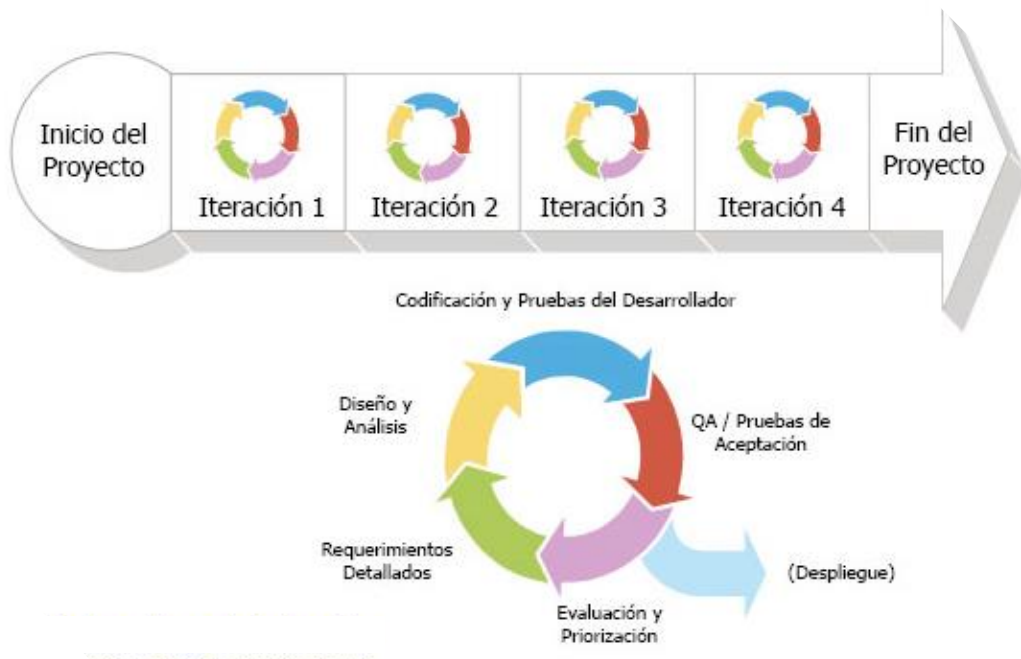 Inicio del
Proyecto
Iteración 1
Iteración 2
Iteración 3
Iteración 4
Fin del
Proyecto
Codificación y Pruebas del Desarrollador
Diseño y
Análisis
QA / Pruebas de
Aceptación
Requerimientos
Detallados
(Despliegue)
Evaluación y
Priorización